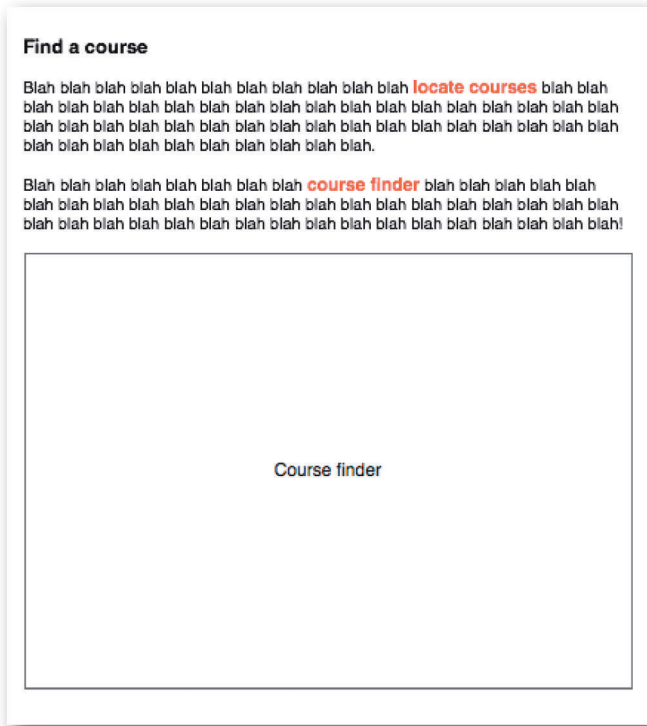 Find a course
Blah blah blah blah blah blah blah blah blah blah blah locate courses blah blah
blah blah blah blah blah blah blah blah blah blah blah blah blah blah blah blah blah
blah blah blah blah blah blah blah blah blah blah blah blah blah blah blah blah blah
blah blah blah blah blah blah blah blah blah blah.
Blah blah blah blah blah blah blah blah course finder blah blah blah blah blah
blah blah blah blah blah blah blah blah blah blah blah blah blah blah blah blah blah
blah blah blah blah blah blah blah blah blah blah blah blah blah blah blah blah blah!
Course finder